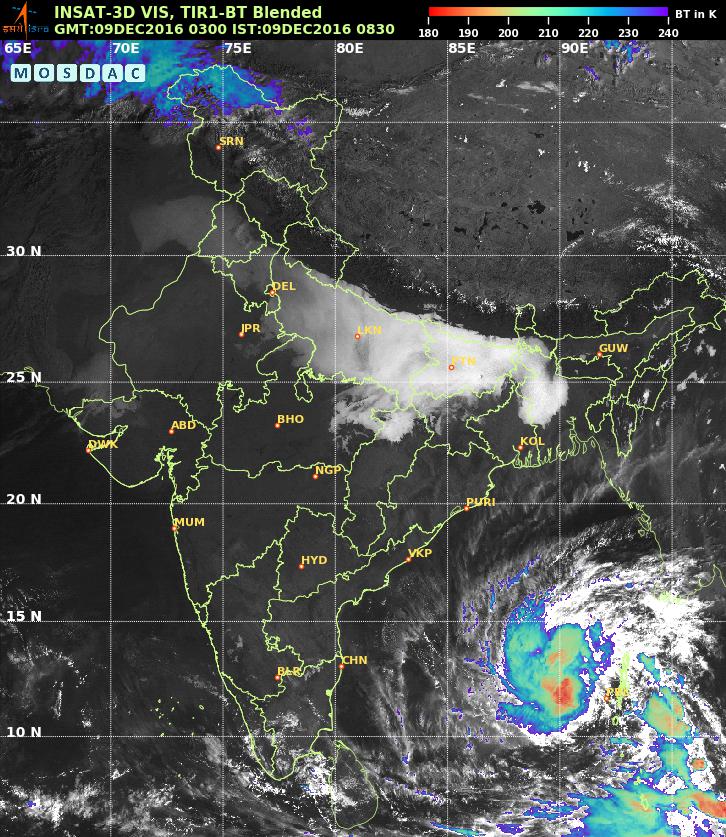 INSAT-3D VIS, TIR1-BT Blended
GMT:09DEC2016 0300 IST:09DEC2016 0830
BT in K
180 190 200 210 220 230 240
65E 70E 75E 80E 85E 90E
MOSDAC
SRN
30 N
DEL
JPR LKN
PTN GUW
25 N
ABD BHO
DWK KOL
NGP
20 N PURI
MUM
HYD VKP
15 N
BLR CHN
10 N